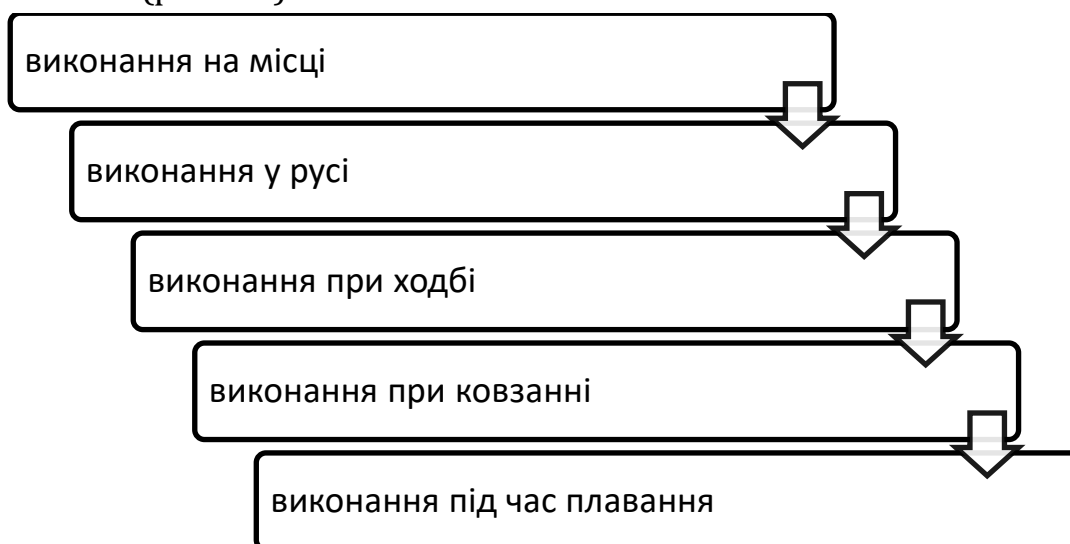 виконання на місці
виконання у русі
виконання при ходбі
виконання при ковзанні
виконання під час плавання